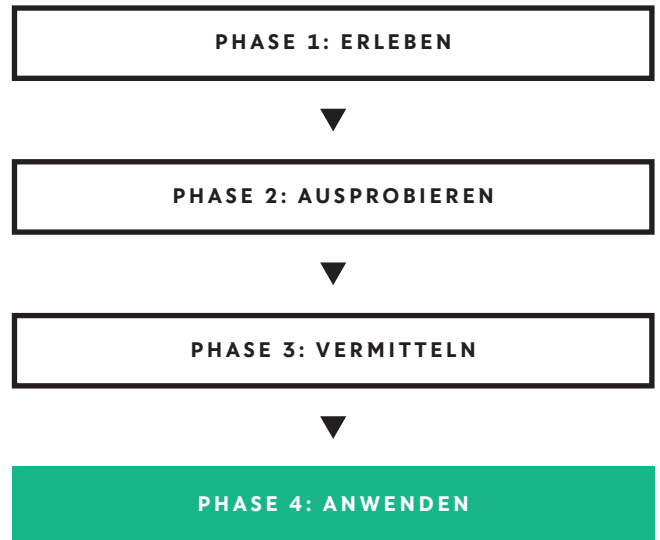 PHASE 1: ERLEBEN
PHASE 2: AUSPROBIEREN
PHASE 3: VERMITTELN
PHASE 4: ANWENDEN